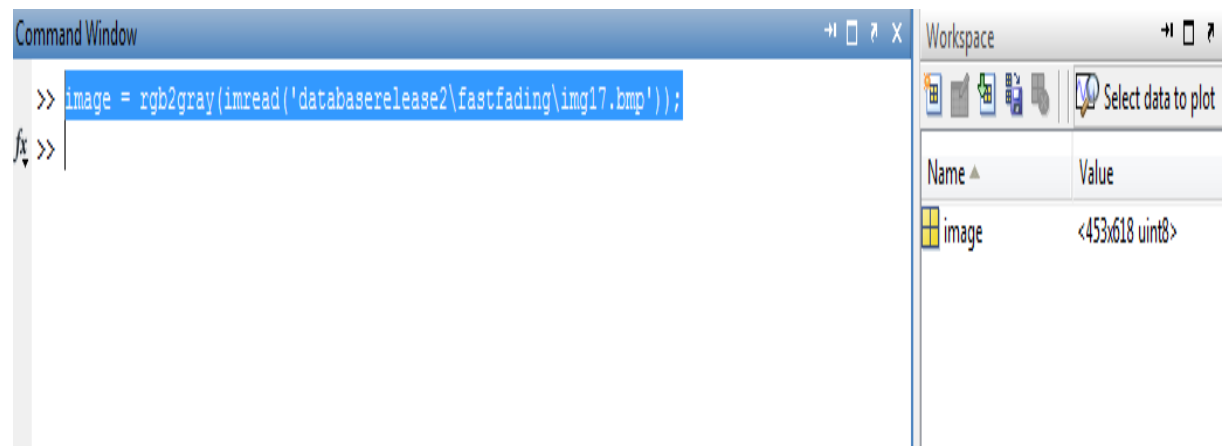 Command Window
>> image = rgb2gray(imread('databaserelease2\fastfading\img17.bmp'));
fx >>
Workspace
Select data to plot
Name Value
image <453x618 uint8>